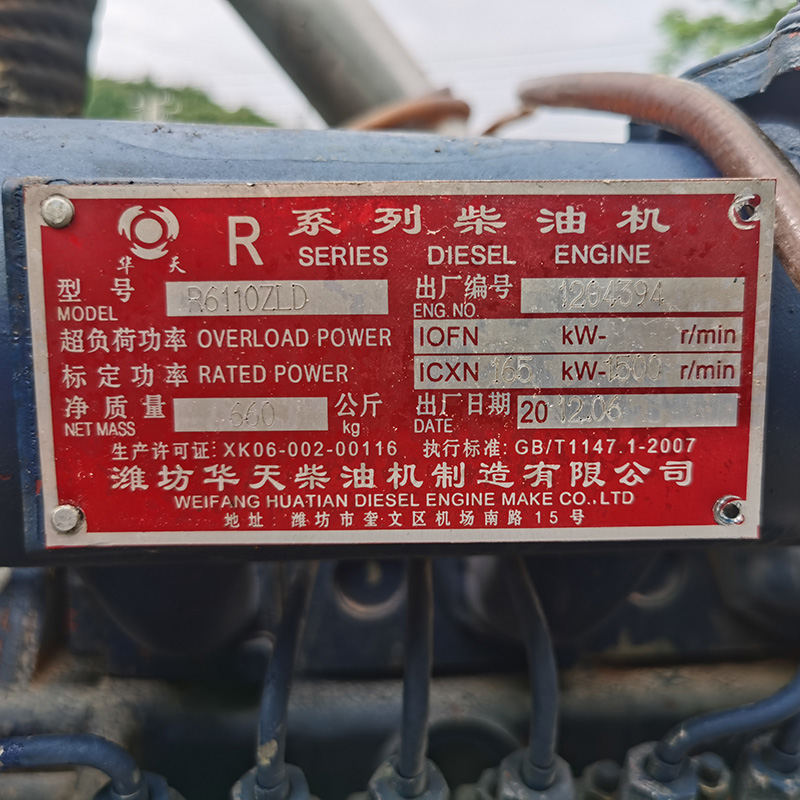 华天
R 系列柴油机
SERIES DIESEL ENGINE
型号 MODEL R6110ZLD 出厂编号 ENG.NO. 12G4394
超负荷功率 OVERLOAD POWER IOFN kW- r/min
标定功率 RATED POWER ICXN 165 kW-1500 r/min
净质量 NET MASS 660 公斤 kg 出厂日期 DATE 2012.06
生产许可证: XK06-002-00116 执行标准: GB/T1147.1-2007
潍坊华天柴油机制造有限公司
WEIFANG HUATIAN DIESEL ENGINE MAKE CO.,LTD
地址 潍坊市奎文区机场南路15号